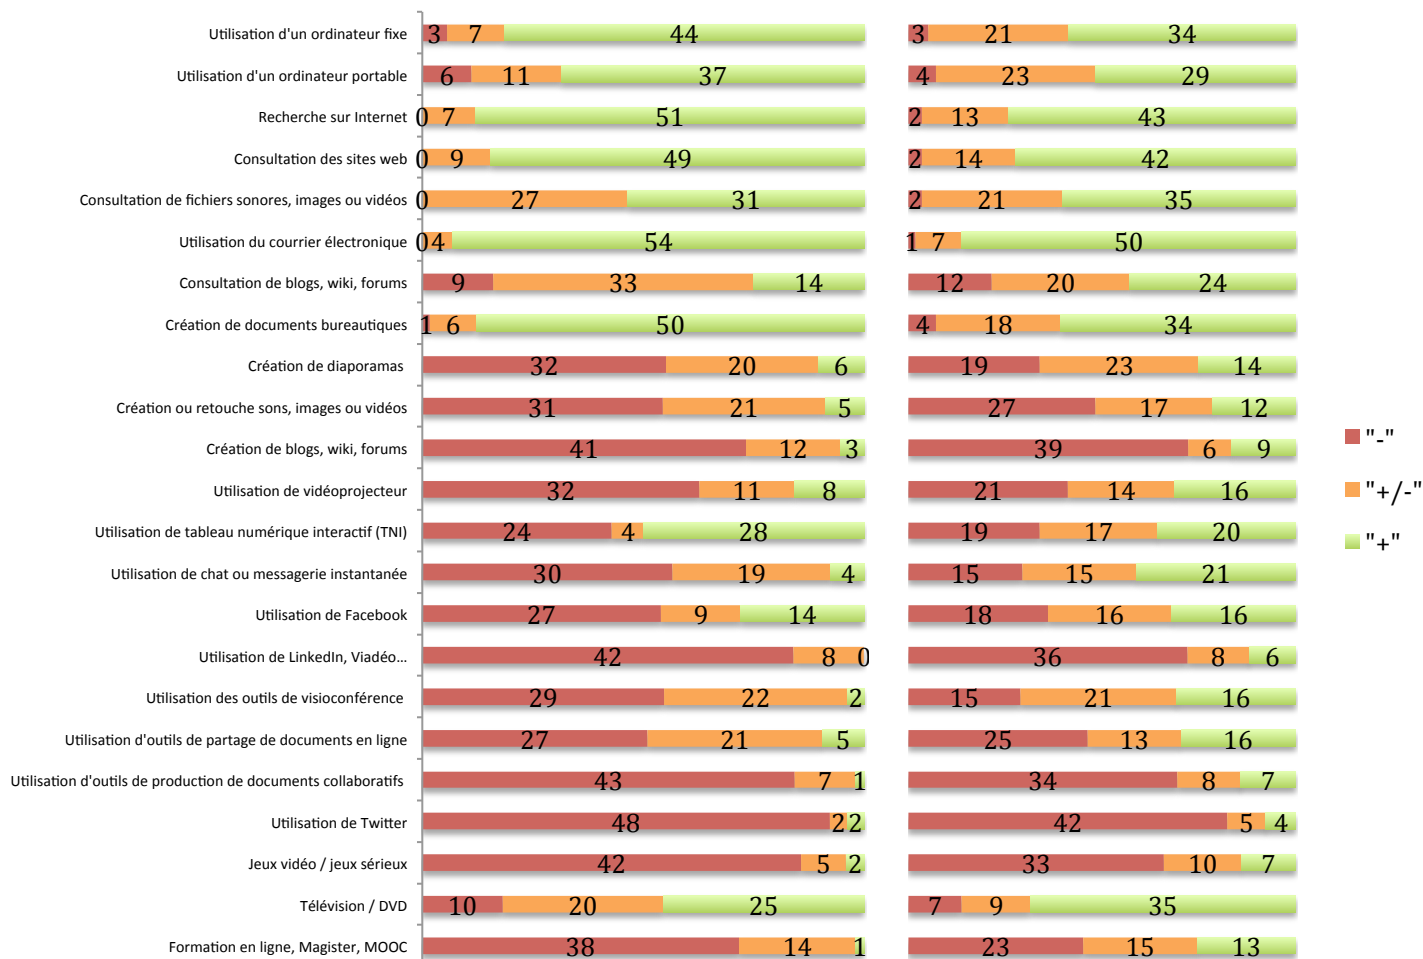 Utilisation d'un ordinateur fixe 3 7 44 3 21 34
Utilisation d'un ordinateur portable 6 11 37 4 23 29
Recherche sur Internet 0 7 51 2 13 43
Consultation des sites web 0 9 49 2 14 42
Consultation de fichiers sonores, images ou vidéos 0 27 31 2 21 35
Utilisation du courrier électronique 0 4 54 1 7 50
Consultation de blogs, wiki, forums 9 33 14 12 20 24
Création de documents bureautiques 1 6 50 4 18 34
Création de diaporamas 32 20 6 19 23 14
Création ou retouche sons, images ou vidéos 31 21 5 27 17 12
"-"
Création de blogs, wiki, forums 41 12 3 39 6 9
Utilisation de vidéoprojecteur 32 11 8 21 14 16
"+/-"
Utilisation de tableau numérique interactif (TNI) 24 4 28 19 17 20
"+"
Utilisation de chat ou messagerie instantanée 30 19 4 15 15 21
Utilisation de Facebook 27 9 14 18 16 16
Utilisation de LinkedIn, Viadéo... 42 8 0 36 8 6
Utilisation des outils de visioconférence 29 22 2 15 21 16
Utilisation d'outils de partage de documents en ligne 27 21 5 25 13 16
Utilisation d'outils de production de documents collaboratifs 43 7 1 34 8 7
Utilisation de Twitter 48 2 2 42 5 4
Jeux vidéo / jeux sérieux 42 5 2 33 10 7
Télévision / DVD 10 20 25 7 9 35
Formation en ligne, Magister, MOOC 38 14 1 23 15 13